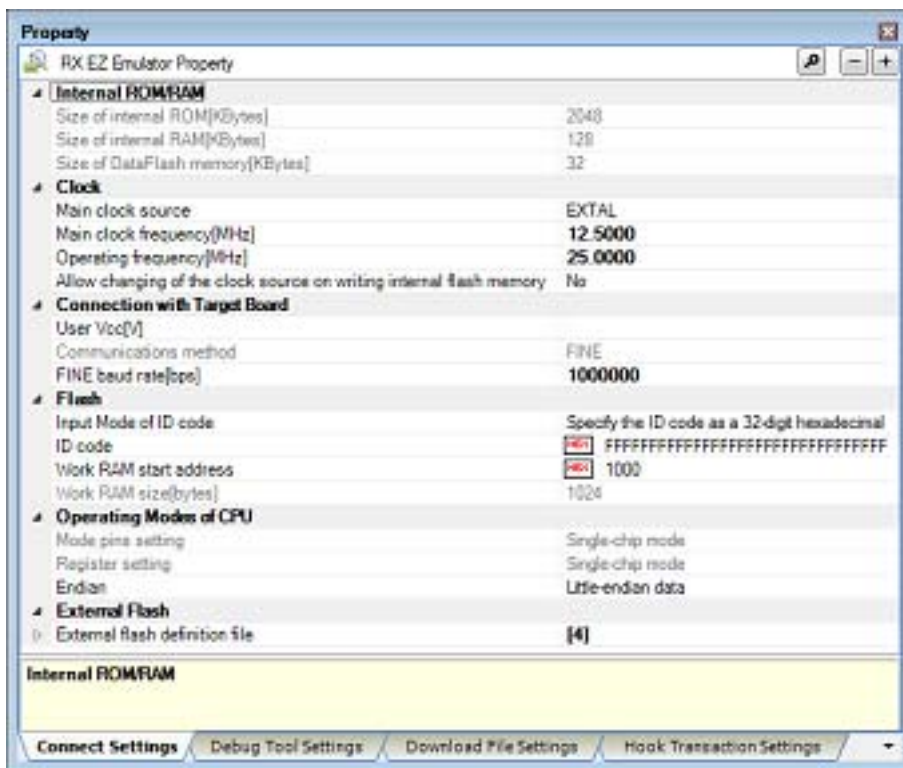 Property
RX EZ Emulator Property
Internal ROM/RAM
Size of internal ROM[KBytes] 2048
Size of internal RAM[KBytes] 128
Size of DataFlash memory[KBytes] 32
Clock
Main clock source EXTAL
Main clock frequency[MHz] 12.5000
Operating frequency[MHz] 25.0000
Allow changing of the clock source on writing internal flash memory No
Connection with Target Board
User Vcc[V]
Communications method FINE
FINE baud rate[bps] 1000000
Flash
Input Mode of ID code Specify the ID code as a 32-digit hexadecimal
ID code HEX FFFFFFFFFFFFFFFFFFFFFFFFFFFFFFFF
Work RAM start address HEX 1000
Work RAM size[bytes] 1024
Operating Modes of CPU
Mode pins setting Single-chip mode
Register setting Single-chip mode
Endian Little-endian data
External Flash
External flash definition file [4]
Internal ROM/RAM
Connect Settings Debug Tool Settings Download File Settings Hook Transaction Settings